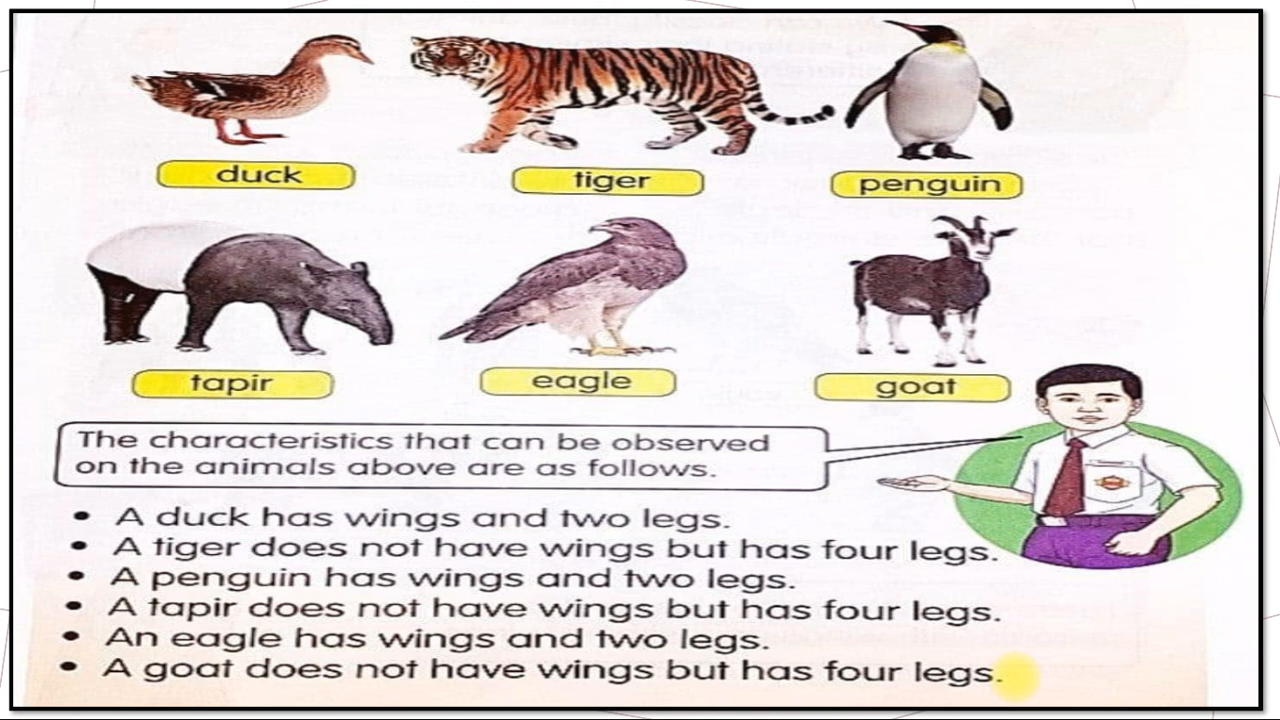 duck
tiger
penguin
tapir
eagle
goat
The characteristics that can be observed
on the animals above are as follows.
• A duck has wings and two legs.
• A tiger does not have wings but has four legs.
• A penguin has wings and two legs.
• A tapir does not have wings but has four legs.
• An eagle has wings and two legs.
• A goat does not have wings but has four legs.